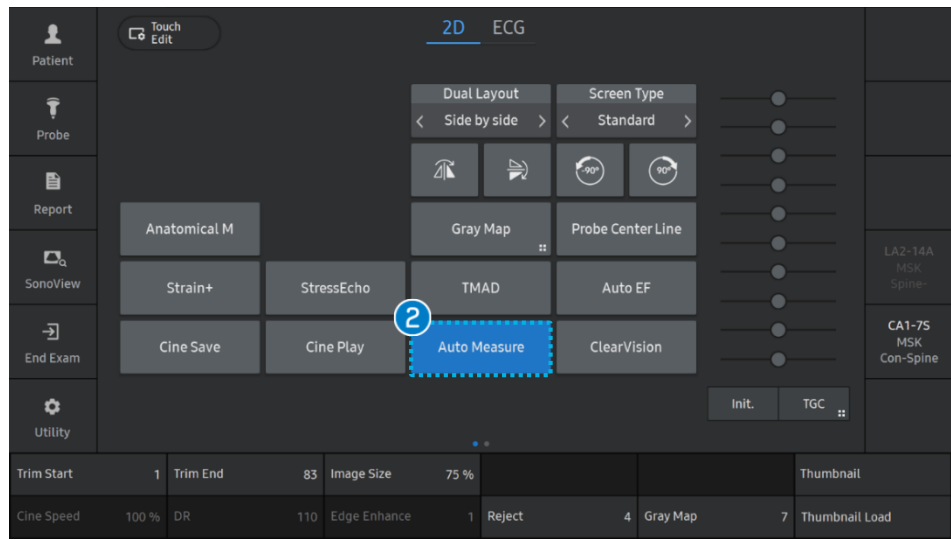 Patient
Probe
Report
SonoView
End Exam
Utility
Touch
Edit
2D ECG
Dual Layout
Side by side
Screen Type
Standard
-90°
90°
Anatomical M
Gray Map
Probe Center Line
Strain+
StressEcho
TMAD
Auto EF
2
Cine Save
Cine Play
Auto Measure
ClearVision
Init.
TGC
LA2-14A
MSK
Spine-
CA1-7S
MSK
Con-Spine
Trim Start 1
Trim End 83
Image Size 75 %
Thumbnail
Cine Speed 100 %
DR 110
Edge Enhance 1
Reject 4
Gray Map 7
Thumbnail Load